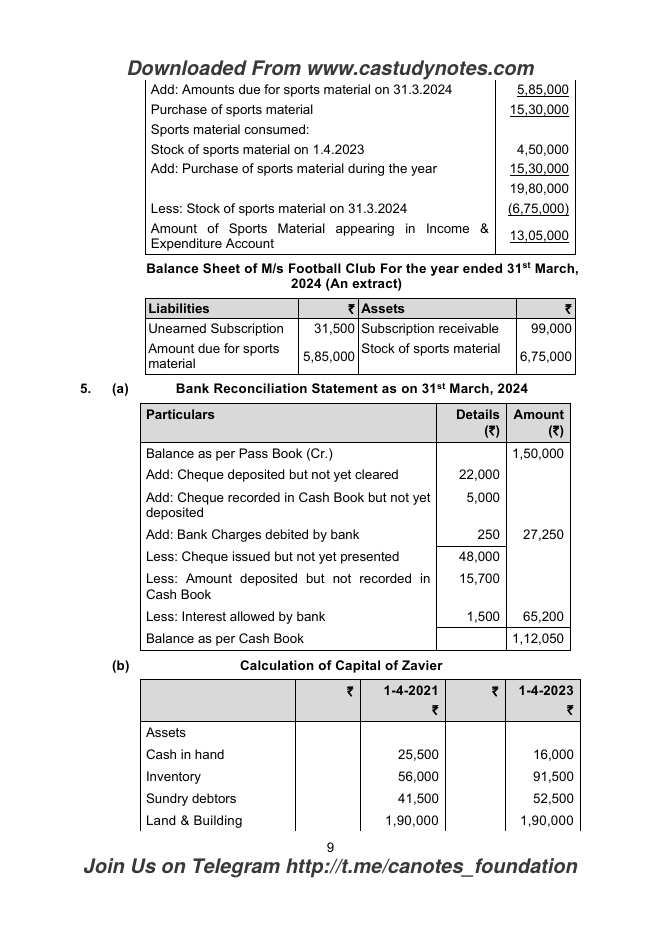 Downloaded From www.castudynotes.com
Add: Amounts due for sports material on 31.3.2024 5,85,000
Purchase of sports material 15,30,000
Sports material consumed:
Stock of sports material on 1.4.2023 4,50,000
Add: Purchase of sports material during the year 15,30,000
19,80,000
Less: Stock of sports material on 31.3.2024 (6,75,000)
Amount of Sports Material appearing in Income &
Expenditure Account 13,05,000
Balance Sheet of M/s Football Club For the year ended 31st March,
2024 (An extract)
Liabilities ₹ Assets ₹
Unearned Subscription 31,500 Subscription receivable 99,000
Amount due for sports
material 5,85,000 Stock of sports material 6,75,000
5. (a) Bank Reconciliation Statement as on 31st March, 2024
Particulars Details Amount
(₹) (₹)
Balance as per Pass Book (Cr.) 1,50,000
Add: Cheque deposited but not yet cleared 22,000
Add: Cheque recorded in Cash Book but not yet 5,000
deposited
Add: Bank Charges debited by bank 250 27,250
Less: Cheque issued but not yet presented 48,000
Less: Amount deposited but not recorded in 15,700
Cash Book
Less: Interest allowed by bank 1,500 65,200
Balance as per Cash Book 1,12,050
(b) Calculation of Capital of Zavier
₹ 1-4-2021 ₹ 1-4-2023
₹ ₹
Assets
Cash in hand 25,500 16,000
Inventory 56,000 91,500
Sundry debtors 41,500 52,500
Land & Building 1,90,000 1,90,000
9
Join Us on Telegram http://t.me/canotes_foundation